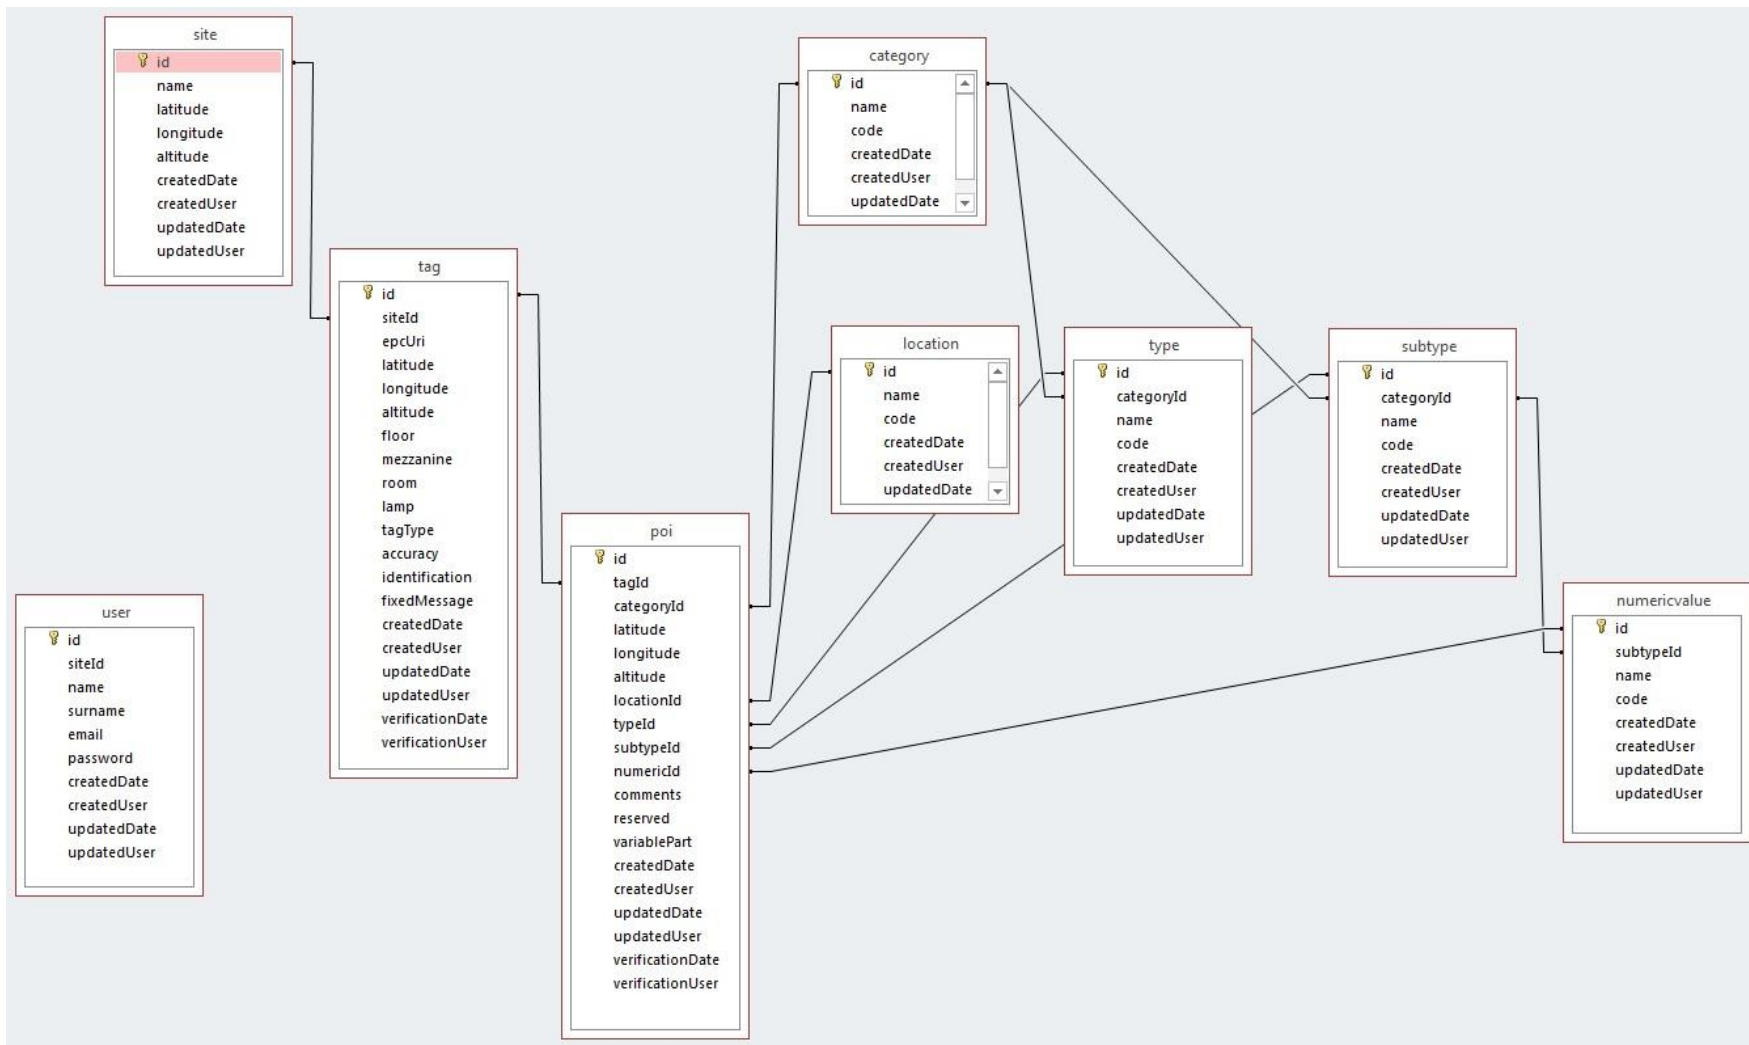 site
id
name
latitude
longitude
altitude
createdDate
createdUser
updatedDate
updatedUser
tag
id
siteId
epcUri
latitude
longitude
altitude
floor
mezzanine
room
lamp
tagType
accuracy
identification
fixedMessage
createdDate
createdUser
updatedDate
updatedUser
verificationDate
verificationUser
user
id
siteId
name
surname
email
password
createdDate
createdUser
updatedDate
updatedUser
poi
id
tagId
categoryId
latitude
longitude
altitude
locationId
typeId
subtypeId
numericId
comments
reserved
variablePart
createdDate
createdUser
updatedDate
updatedUser
verificationDate
verificationUser
category
id
name
code
createdDate
createdUser
updatedDate
location
id
name
code
createdDate
createdUser
updatedDate
type
id
categoryId
name
code
createdDate
createdUser
updatedDate
updatedUser
subtype
id
categoryId
name
code
createdDate
createdUser
updatedDate
updatedUser
numericvalue
id
subtypeId
name
code
createdDate
createdUser
updatedDate
updatedUser